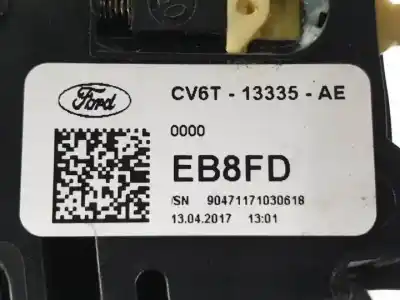 Ford
CV6T - 13335 - AE
0000
EB8FD
/SN 90471171030618
13.04.2017 13:01